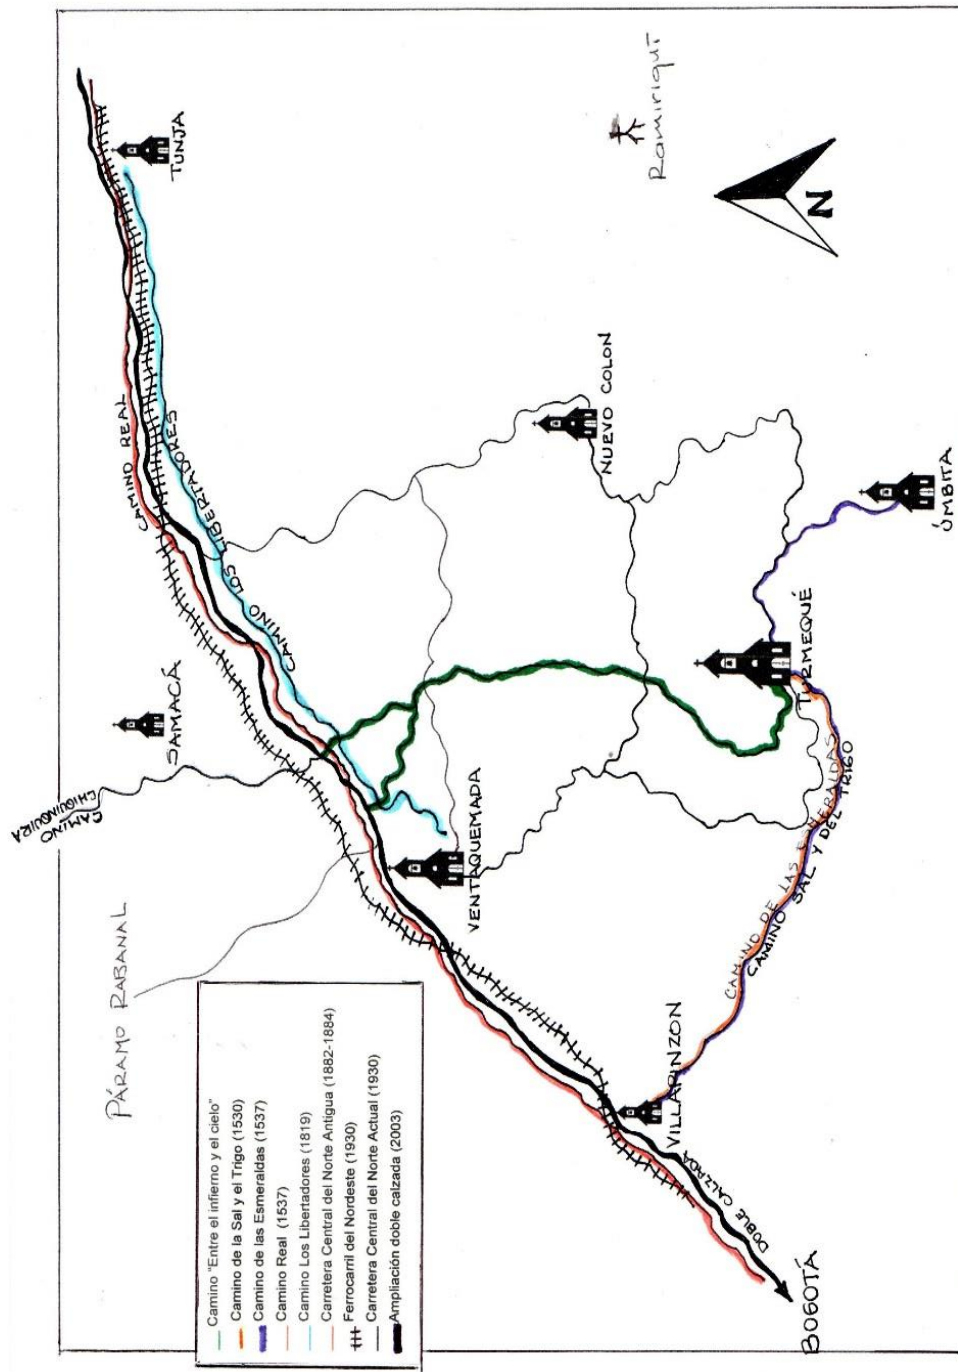 TUNJA
Ramiriquí
N
CAMINO REAL
CAMINO LOS LIBERTADORES
NUEVO COLON
ÚMBITA
SAMACÁ
TURMEQUÉ
CAMINO
CHIQUINQUIRA
VENTAQUEMADA
CAMINO DE LAS ESMERALDAS
CAMINO SAL Y DEL TRIGO
PÁRAMO RABANAL
VILLAPINZON
DOBLE CALZADA
BOGOTÁ
Camino "Entre el infierno y el cielo"
Camino de la Sal y el Trigo (1530)
Camino de las Esmeraldas (1537)
Camino Real (1537)
Camino Los Libertadores (1819)
Carretera Central del Norte Antigua (1882-1884)
Ferrocarril del Nordeste (1930)
Carretera Central del Norte Actual (1930)
Ampliación doble calzada (2003)